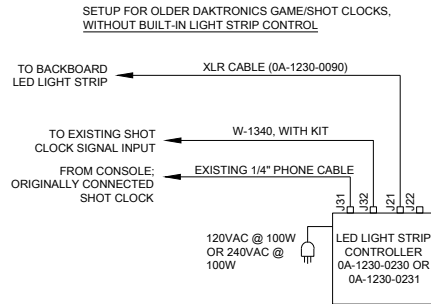 SETUP FOR OLDER DAKTRONICS GAME/SHOT CLOCKS,
WITHOUT BUILT-IN LIGHT STRIP CONTROL
XLR CABLE (0A-1230-0090)
TO BACKBOARD
LED LIGHT STRIP
W-1340, WITH KIT
TO EXISTING SHOT
CLOCK SIGNAL INPUT
EXISTING 1/4" PHONE CABLE
FROM CONSOLE;
ORIGINALLY CONNECTED
SHOT CLOCK
J31
J32
J21
J22
120VAC @ 100W
OR 240VAC @
100W
LED LIGHT STRIP
CONTROLLER
0A-1230-0230 OR
0A-1230-0231